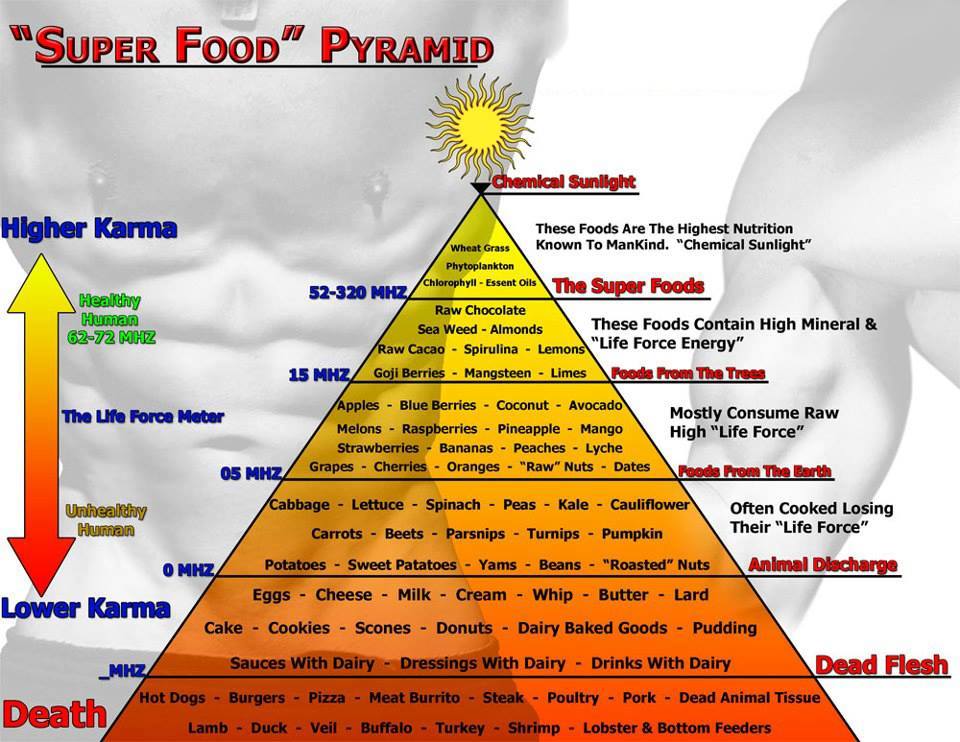 "Super Food" Pyramid
Chemical Sunlight
Higher Karma
These Foods Are The Highest Nutrition
Known To ManKind. "Chemical Sunlight"
Wheat Grass
Phytoplankton
Chlorophyll - Essent Oils
52-320 MHZ
The Super Foods
Healthy
Human
62-72 MHZ
Raw Chocolate
Sea Weed - Almonds
Raw Cacao - Spirulina - Lemons
Goji Berries - Mangsteen - Limes
These Foods Contain High Mineral &
"Life Force Energy"
15 MHZ
Foods From The Trees
The Life Force Meter
Apples - Blue Berries - Coconut - Avocado
Melons - Raspberries - Pineapple - Mango
Strawberries - Bananas - Peaches - Lyche
Grapes - Cherries - Oranges - "Raw" Nuts - Dates
Mostly Consume Raw
High "Life Force"
05 MHZ
Foods From The Earth
Unhealthy
Human
Cabbage - Lettuce - Spinach - Peas - Kale - Cauliflower
Carrots - Beets - Parsnips - Turnips - Pumpkin
Potatoes - Sweet Patatoes - Yams - Beans - "Roasted" Nuts
Often Cooked Losing
Their "Life Force"
0 MHZ
Animal Discharge
Lower Karma
Eggs - Cheese - Milk - Cream - Whip - Butter - Lard
Cake - Cookies - Scones - Donuts - Dairy Baked Goods - Pudding
Sauces With Dairy - Dressings With Dairy - Drinks With Dairy
_MHZ
Dead Flesh
Death
Hot Dogs - Burgers - Pizza - Meat Burrito - Steak - Poultry - Pork - Dead Animal Tissue
Lamb - Duck - Veil - Buffalo - Turkey - Shrimp - Lobster & Bottom Feeders